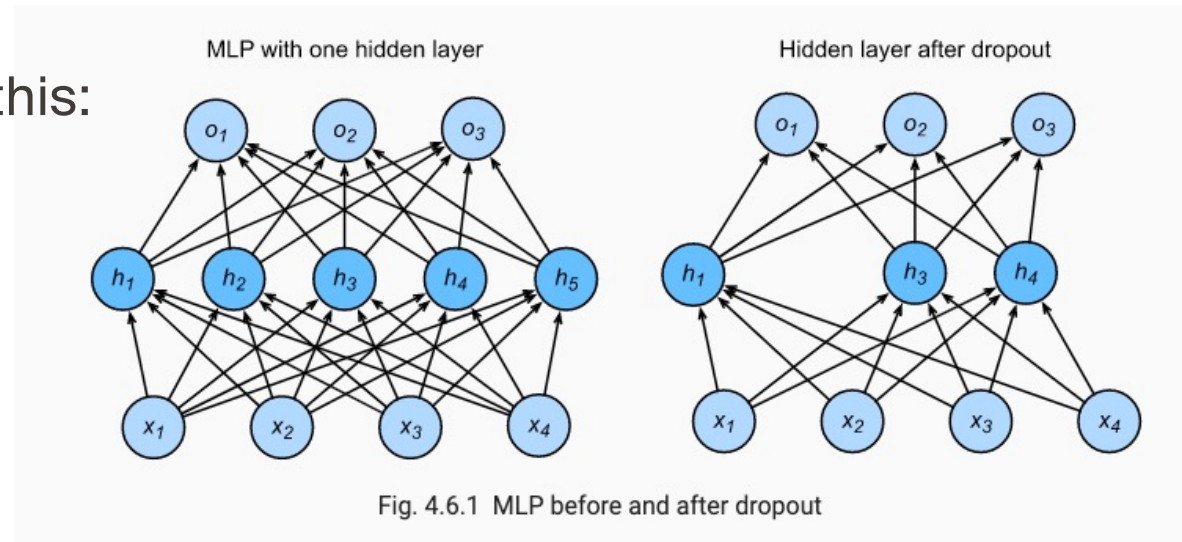 MLP with one hidden layer
Hidden layer after dropout
this:
o1 o2 o3
o1 o2 o3
h1 h2 h3 h4 h5
h1 h3 h4
x1 x2 x3 x4
x1 x2 x3 x4
Fig. 4.6.1 MLP before and after dropout